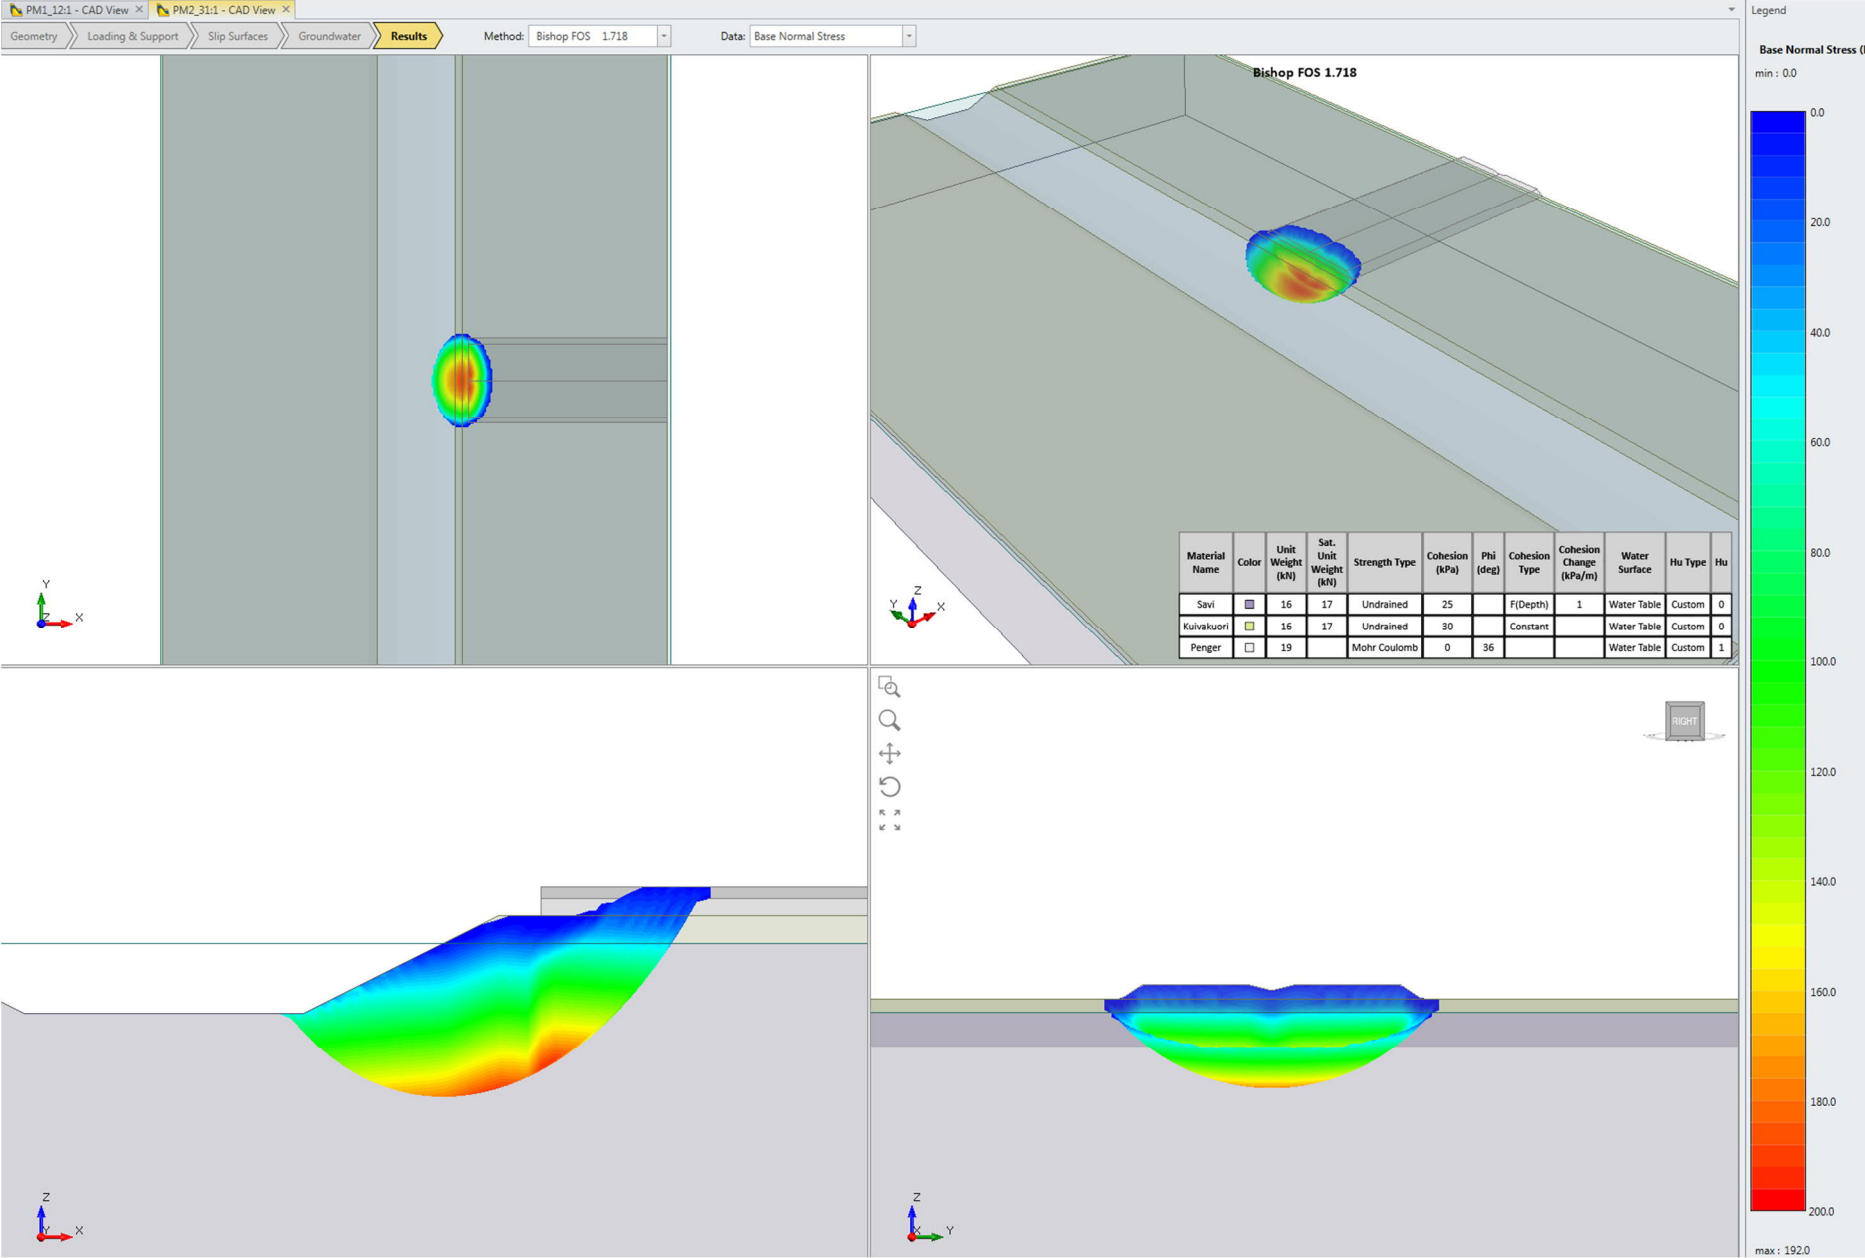 PM1_12:1 - CAD View
PM2_31:1 - CAD View
Geometry
Loading & Support
Slip Surfaces
Groundwater
Results
Method: Bishop FOS 1.718
Data: Base Normal Stress
Legend
Base Normal Stress (
min : 0.0
0.0
20.0
40.0
60.0
80.0
100.0
120.0
140.0
160.0
180.0
200.0
max : 192.0
Bishop FOS 1.718
Y
Z
X
Z
Y
X
Material Name Color Unit Weight (kN) Sat. Unit Weight (kN) Strength Type Cohesion (kPa) Phi (deg) Cohesion Type Cohesion Change (kPa/m) Water Surface Hu Type Hu
Savi 16 17 Undrained 25 F(Depth) 1 Water Table Custom 0
Kuivakuori 16 17 Undrained 30 Constant Water Table Custom 0
Penger 19 Mohr Coulomb 0 36 Water Table Custom 1
RIGHT
Z
Y
X
Z
X
Y